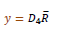 y = D₄R̄